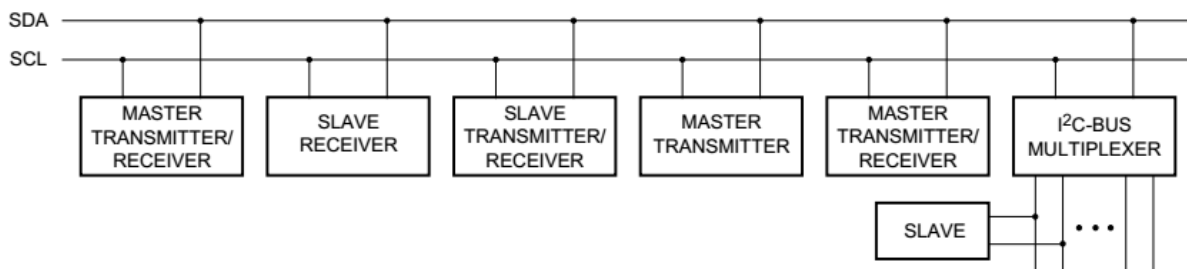 SDA
SCL
MASTER
TRANSMITTER/
RECEIVER
SLAVE
RECEIVER
SLAVE
TRANSMITTER/
RECEIVER
MASTER
TRANSMITTER
MASTER
TRANSMITTER/
RECEIVER
I²C-BUS
MULTIPLEXER
SLAVE